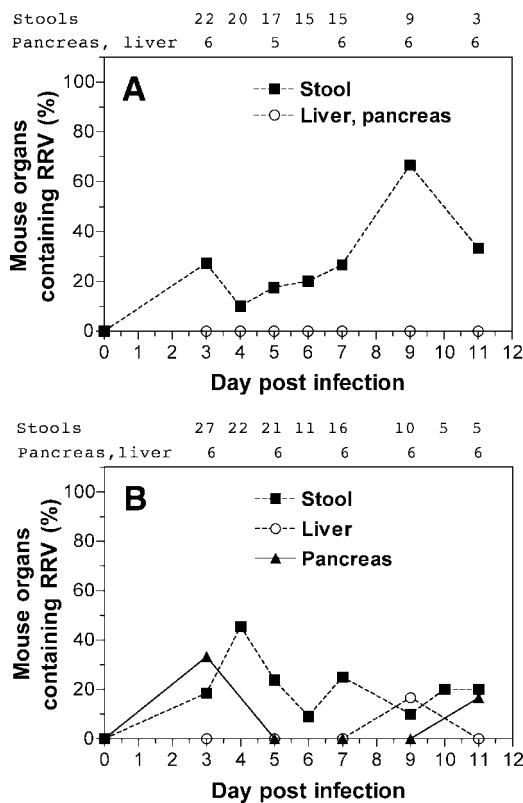 Stools 22 20 17 15 15 9 3
Pancreas, liver 6 5 6 6 6
A
Stool
Liver, pancreas
Mouse organs
containing RRV (%)
100
80
60
40
20
0
0 1 2 3 4 5 6 7 8 9 10 11 12
Day post infection
Stools 27 22 21 11 16 10 5 5
Pancreas,liver 6 6 6 6 6
B
Stool
Liver
Pancreas
Mouse organs
containing RRV (%)
100
80
60
40
20
0
0 1 2 3 4 5 6 7 8 9 10 11 12
Day post infection